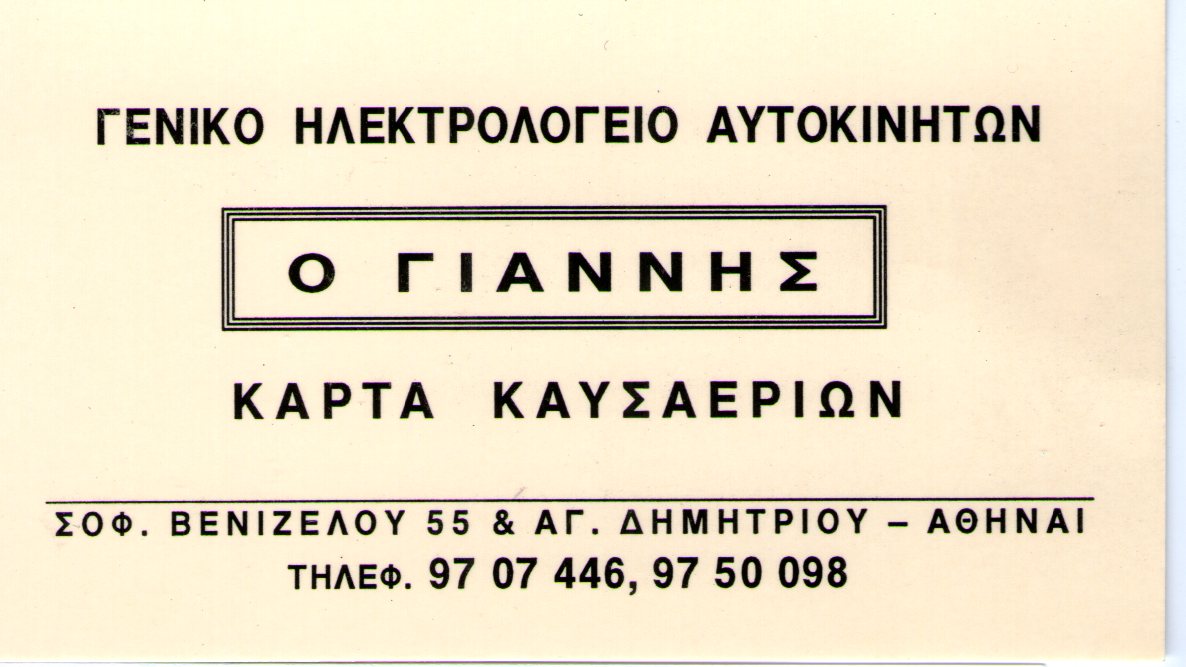 ΓΕΝΙΚΟ ΗΛΕΚΤΡΟΛΟΓΕΙΟ ΑΥΤΟΚΙΝΗΤΩΝ
Ο ΓΙΑΝΝΗΣ
ΚΑΡΤΑ ΚΑΥΣΑΕΡΙΩΝ
ΣΟΦ. ΒΕΝΙΖΕΛΟΥ 55 & ΑΓ. ΔΗΜΗΤΡΙΟΥ – ΑΘΗΝΑΙ
ΤΗΛΕΦ. 97 07 446, 97 50 098